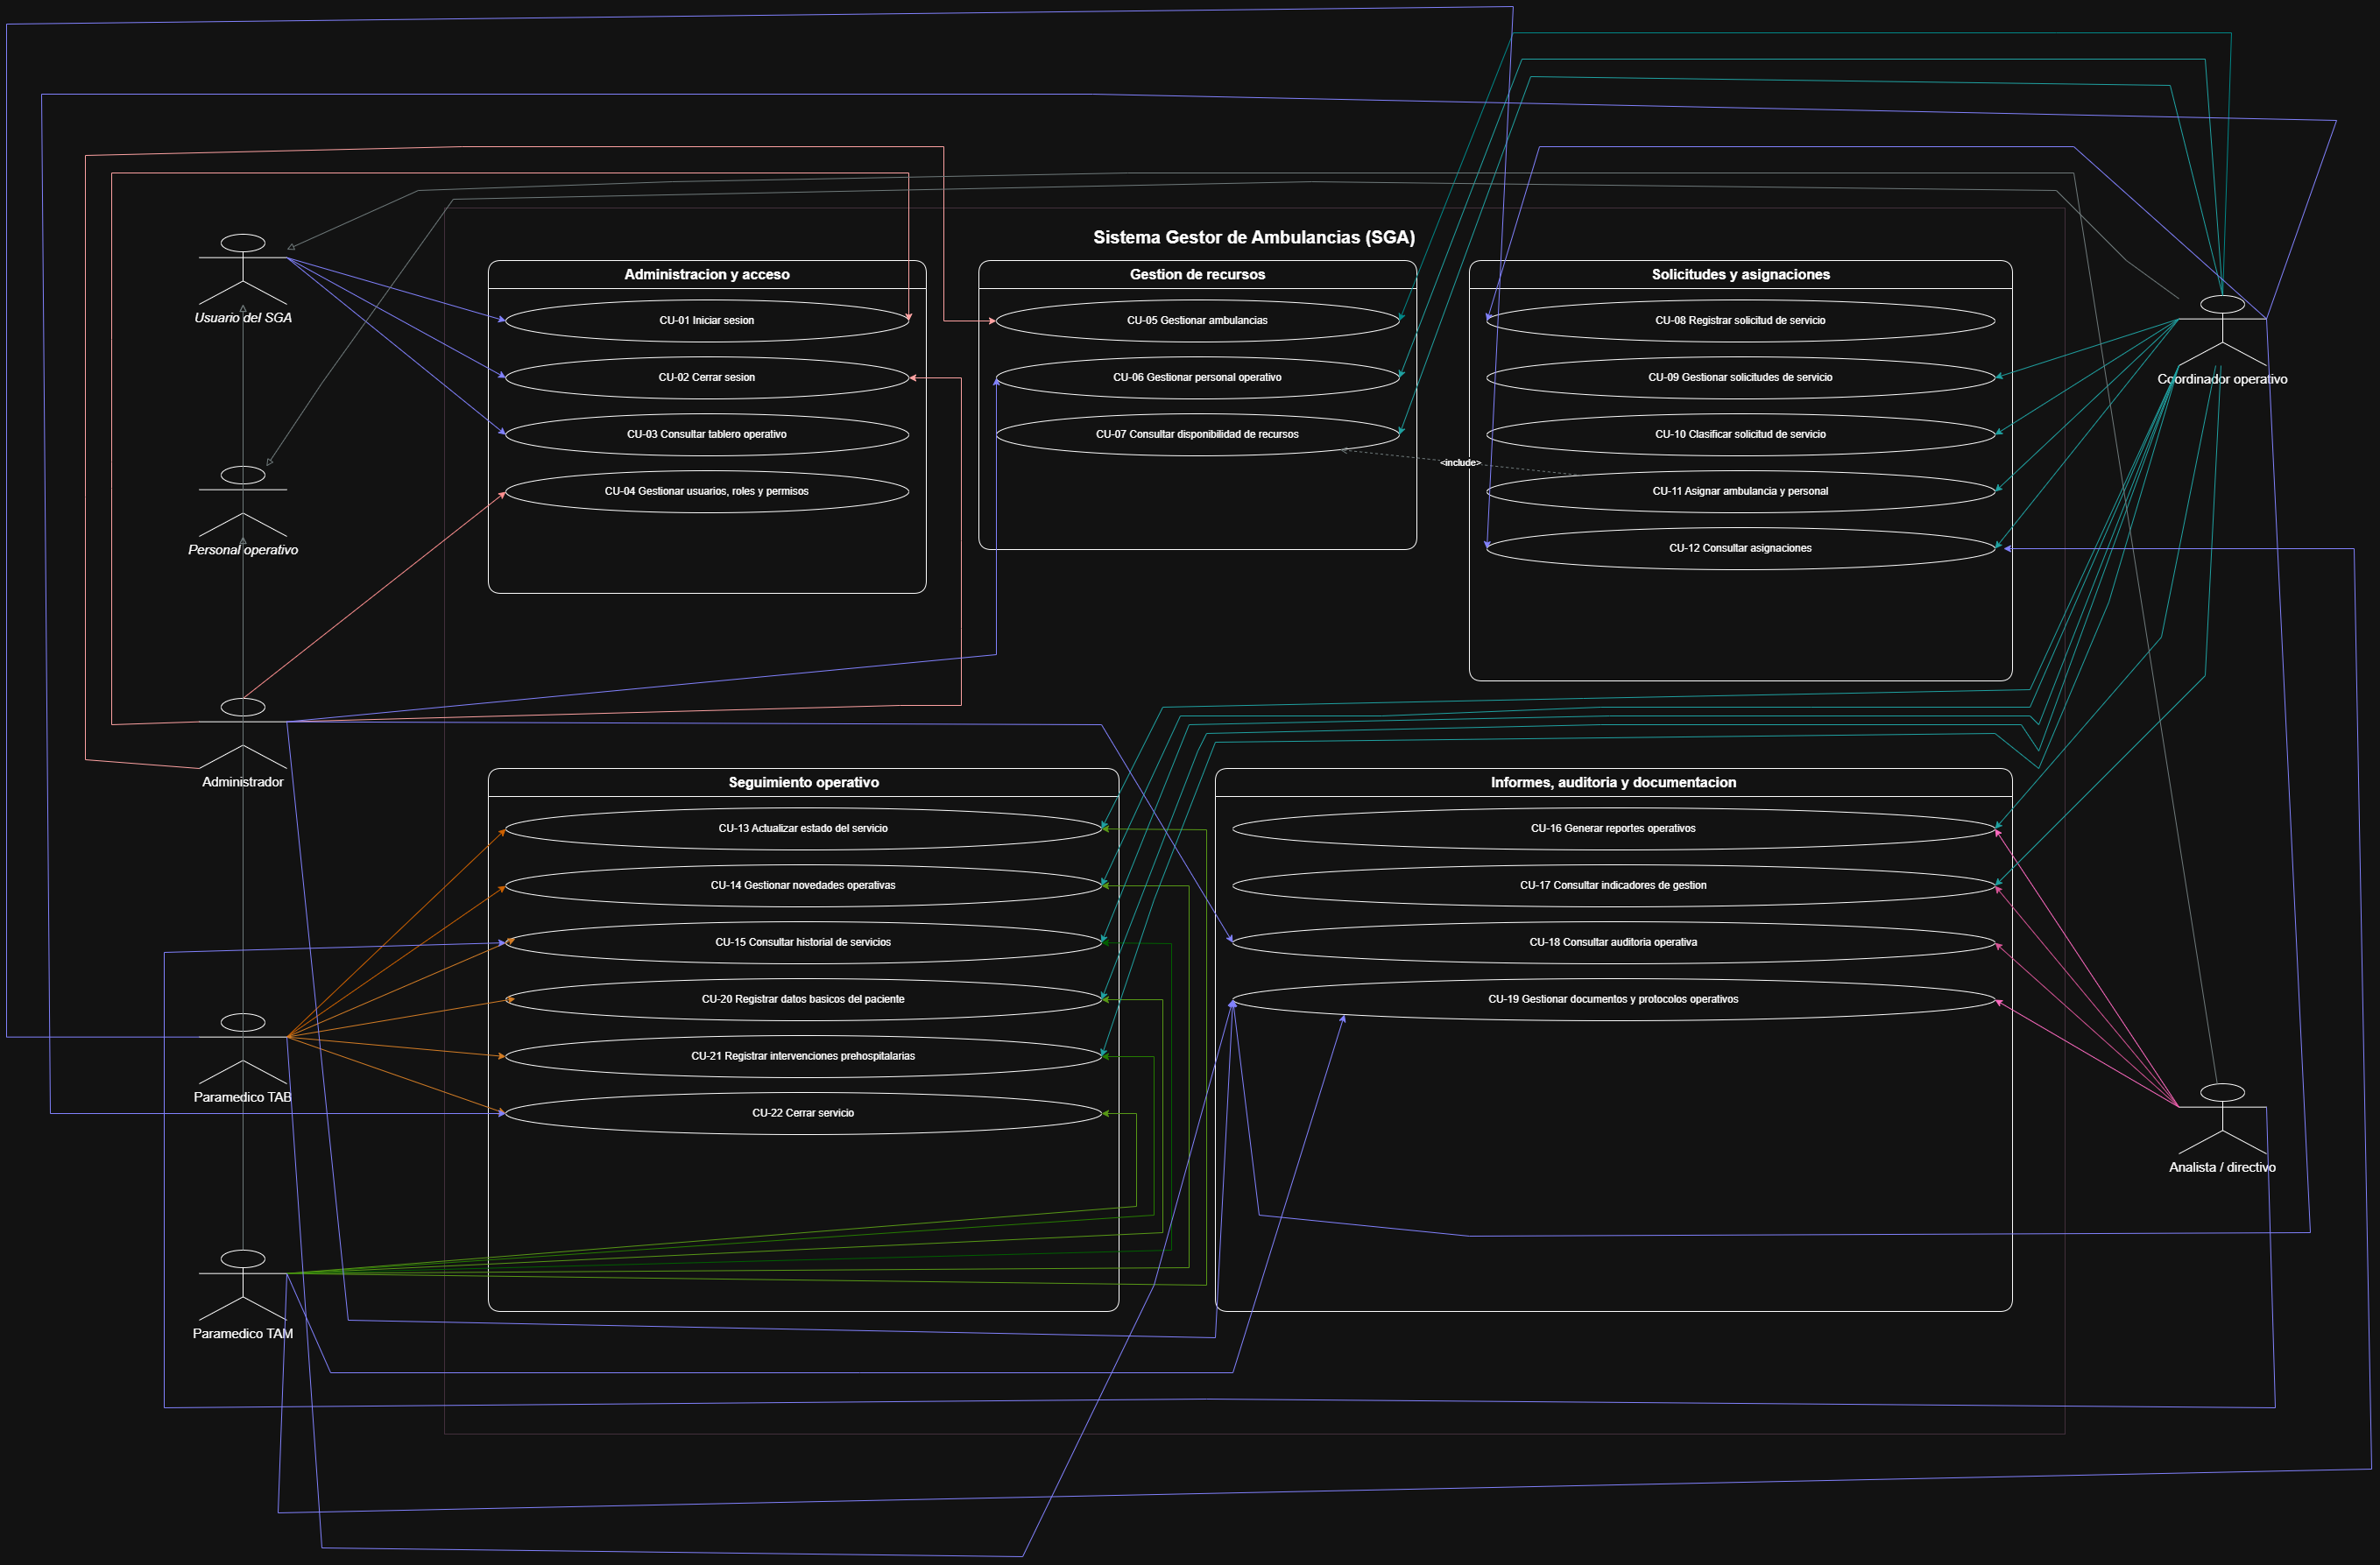 Sistema Gestor de Ambulancias (SGA)
Administracion y acceso
CU-01 Iniciar sesion
CU-02 Cerrar sesion
CU-03 Consultar tablero operativo
CU-04 Gestionar usuarios, roles y permisos
Gestion de recursos
CU-05 Gestionar ambulancias
CU-06 Gestionar personal operativo
CU-07 Consultar disponibilidad de recursos
<include>
Solicitudes y asignaciones
CU-08 Registrar solicitud de servicio
CU-09 Gestionar solicitudes de servicio
CU-10 Clasificar solicitud de servicio
CU-11 Asignar ambulancia y personal
CU-12 Consultar asignaciones
Usuario del SGA
Personal operativo
Administrador
Coordinador operativo
Seguimiento operativo
CU-13 Actualizar estado del servicio
CU-14 Gestionar novedades operativas
CU-15 Consultar historial de servicios
CU-20 Registrar datos basicos del paciente
CU-21 Registrar intervenciones prehospitalarias
CU-22 Cerrar servicio
Informes, auditoria y documentacion
CU-16 Generar reportes operativos
CU-17 Consultar indicadores de gestion
CU-18 Consultar auditoria operativa
CU-19 Gestionar documentos y protocolos operativos
Paramedico TAB
Paramedico TAM
Analista / directivo